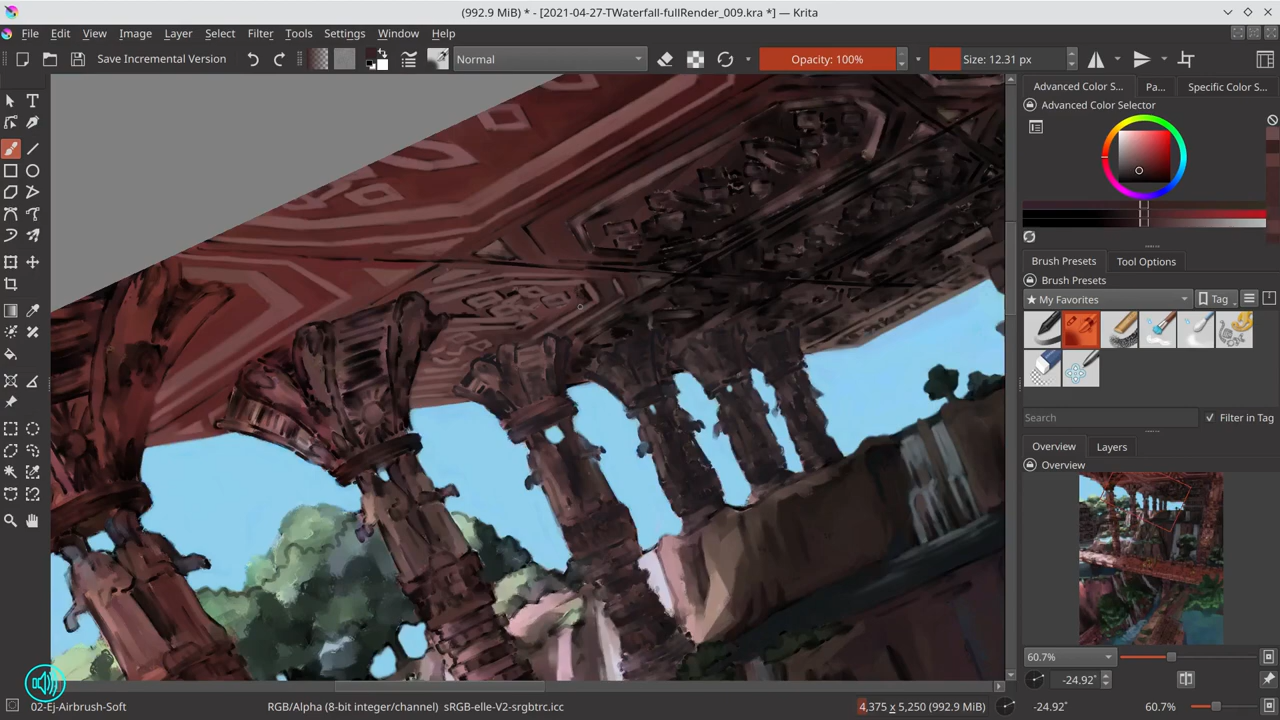 (992.9 MiB) * - [2021-04-27-TWaterfall-fullRender_009.kra *] — Krita
File Edit View Image Layer Select Filter Tools Settings Window Help
Save Incremental Version Normal Opacity: 100% Size: 12.31 px
Advanced Color S... Pa... Specific Color S...
Advanced Color Selector
Brush Presets Tool Options
Brush Presets
★ My Favorites Tag
Search Filter in Tag
Overview Layers
Overview
60.7%
-24.92°
02-Ej-Airbrush-Soft RGB/Alpha (8-bit integer/channel) sRGB-elle-V2-srgbtrc.icc 4,375 x 5,250 (992.9 MiB) -24.92° 60.7%